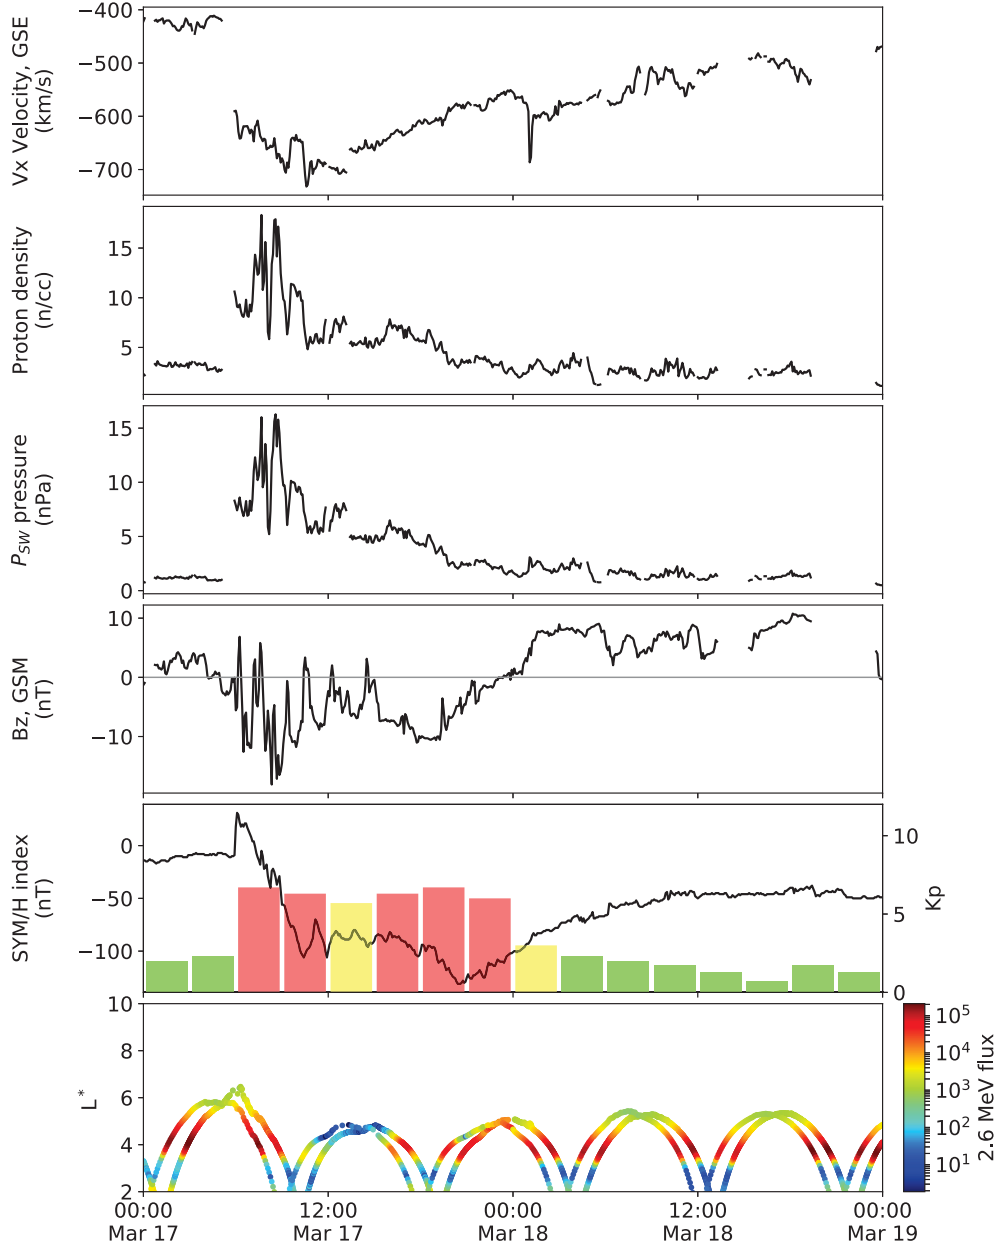 Vx Velocity, GSE
(km/s)
−400
−500
−600
−700
Proton density
(n/cc)
15
10
5
P_SW pressure
(nPa)
15
10
5
0
Bz, GSM
(nT)
10
0
−10
SYM/H index
(nT)
0
−50
−100
10
5
0
Kp
L*
10
8
6
4
2
10^5
10^4
10^3
10^2
10^1
2.6 MeV flux
00:00 12:00 00:00 12:00 00:00
Mar 17 Mar 17 Mar 18 Mar 18 Mar 19